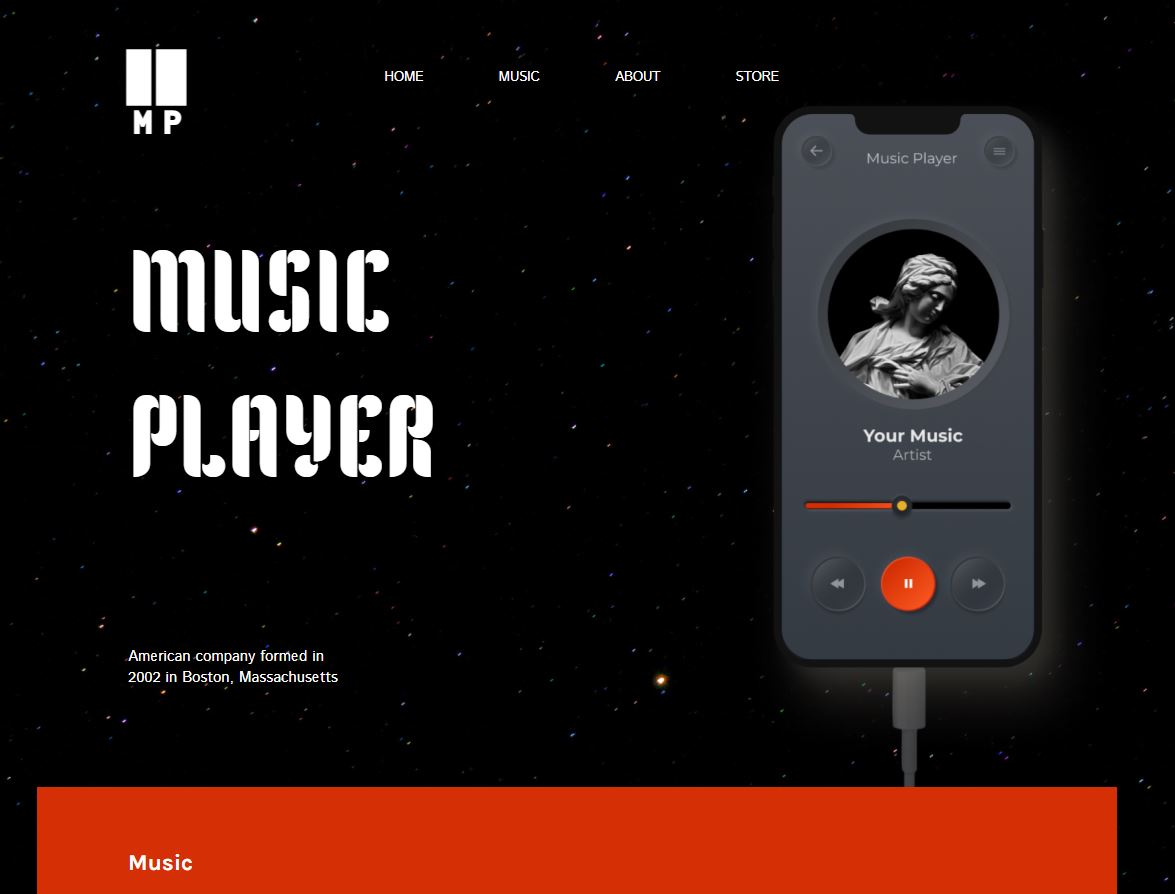 MP
HOME MUSIC ABOUT STORE
Music Player
MUSIC
PLAYER
Your Music
Artist
American company formed in
2002 in Boston, Massachusetts
Music